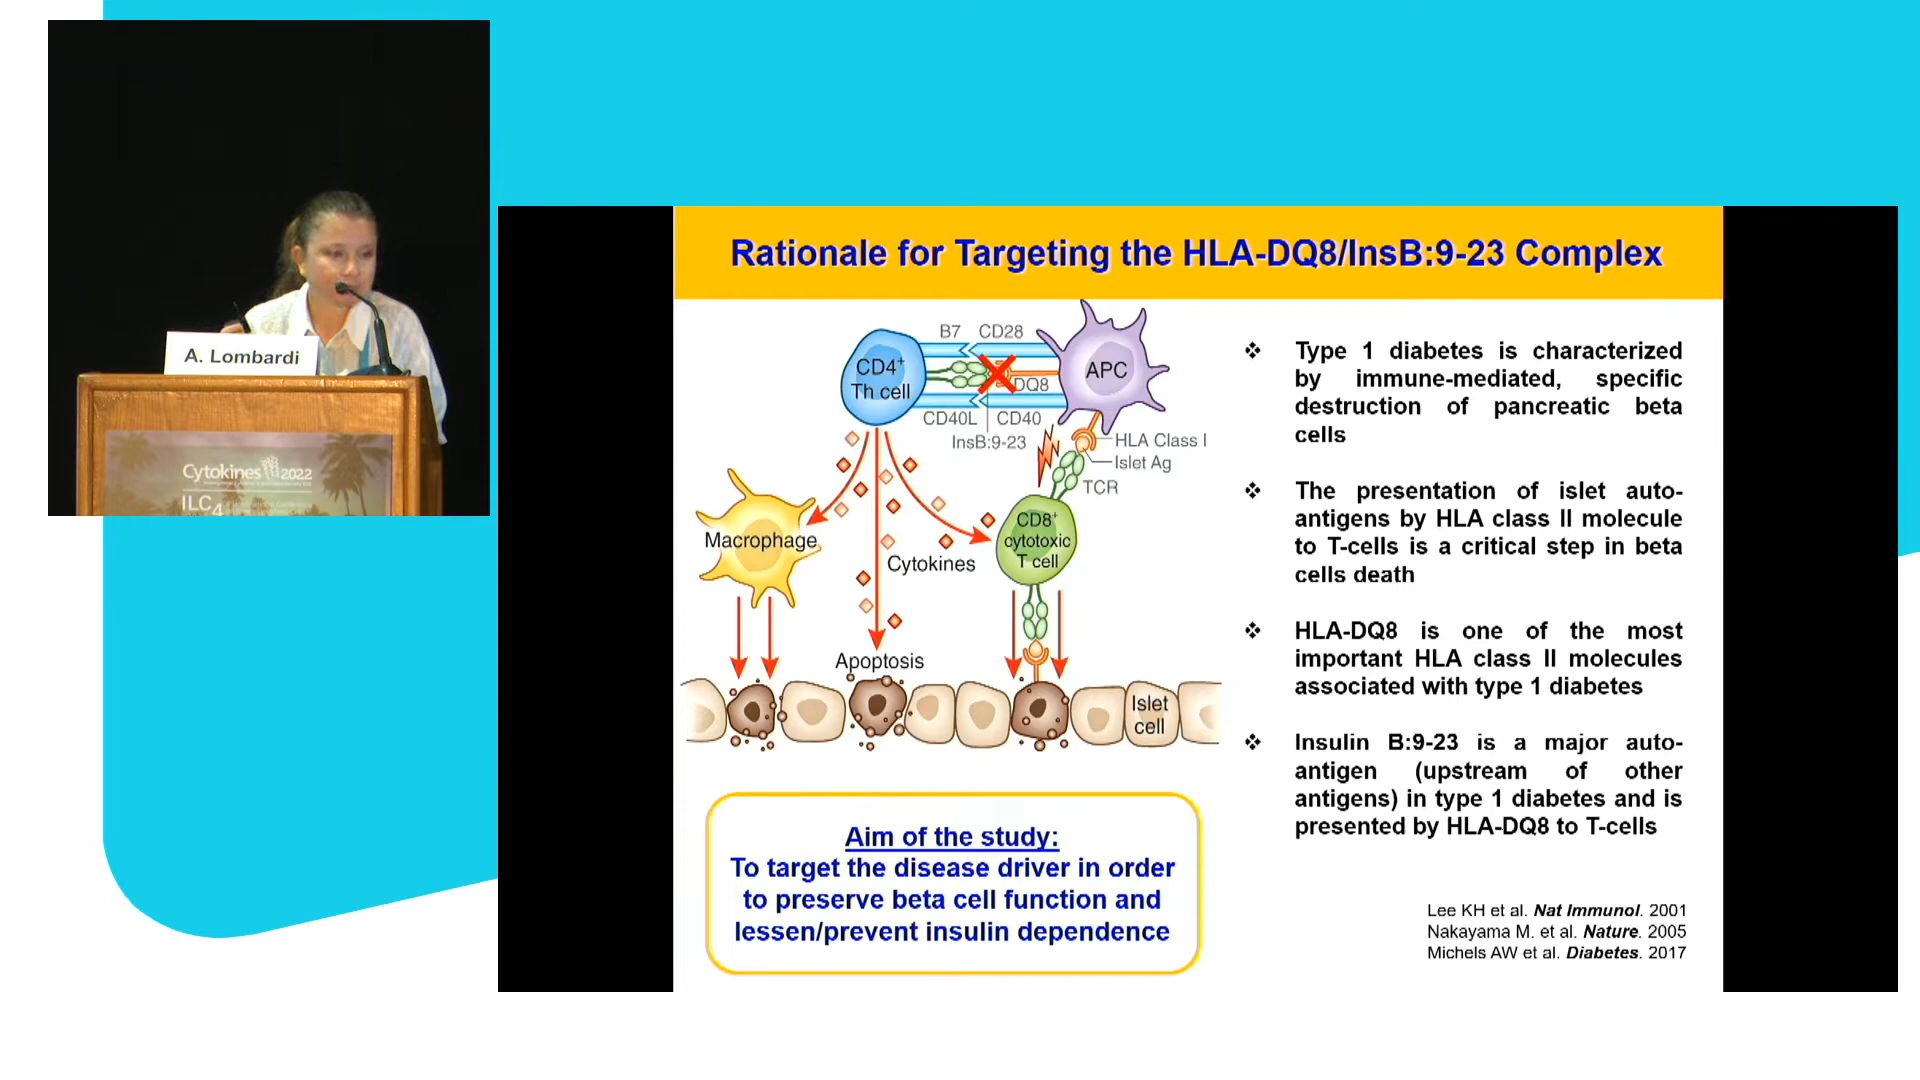 A. Lombardi
Cytokines 2022
ILC4
Rationale for Targeting the HLA-DQ8/InsB:9-23 Complex
B7 CD28
CD4+
Th cell
APC
DQ8
CD40L CD40
InsB:9-23
HLA Class I
Islet Ag
TCR
CD8+
cytotoxic
T cell
Macrophage
Cytokines
Apoptosis
Islet
cell
Aim of the study:
To target the disease driver in order
to preserve beta cell function and
lessen/prevent insulin dependence
❖ Type 1 diabetes is characterized
by immune-mediated, specific
destruction of pancreatic beta
cells
❖ The presentation of islet auto-
antigens by HLA class II molecule
to T-cells is a critical step in beta
cells death
❖ HLA-DQ8 is one of the most
important HLA class II molecules
associated with type 1 diabetes
❖ Insulin B:9-23 is a major auto-
antigen (upstream of other
antigens) in type 1 diabetes and is
presented by HLA-DQ8 to T-cells
Lee KH et al. Nat Immunol. 2001
Nakayama M. et al. Nature. 2005
Michels AW et al. Diabetes. 2017